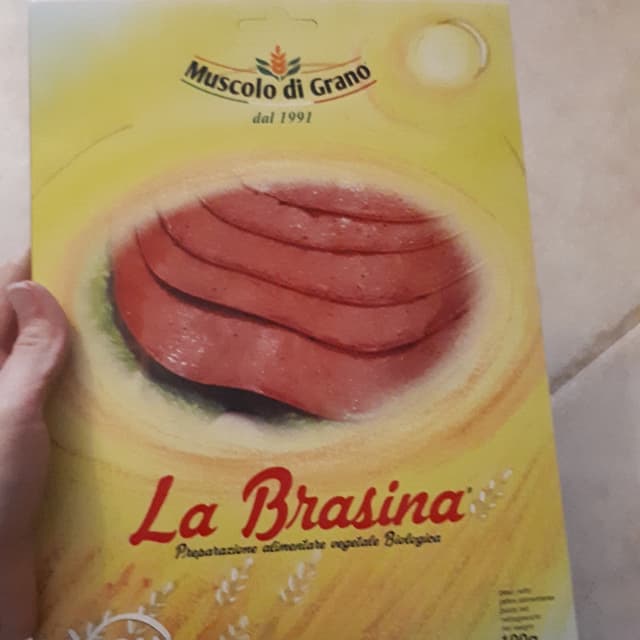 Muscolo di Grano
dal 1991
La Brasina®
Preparazione alimentare vegetale Biologica